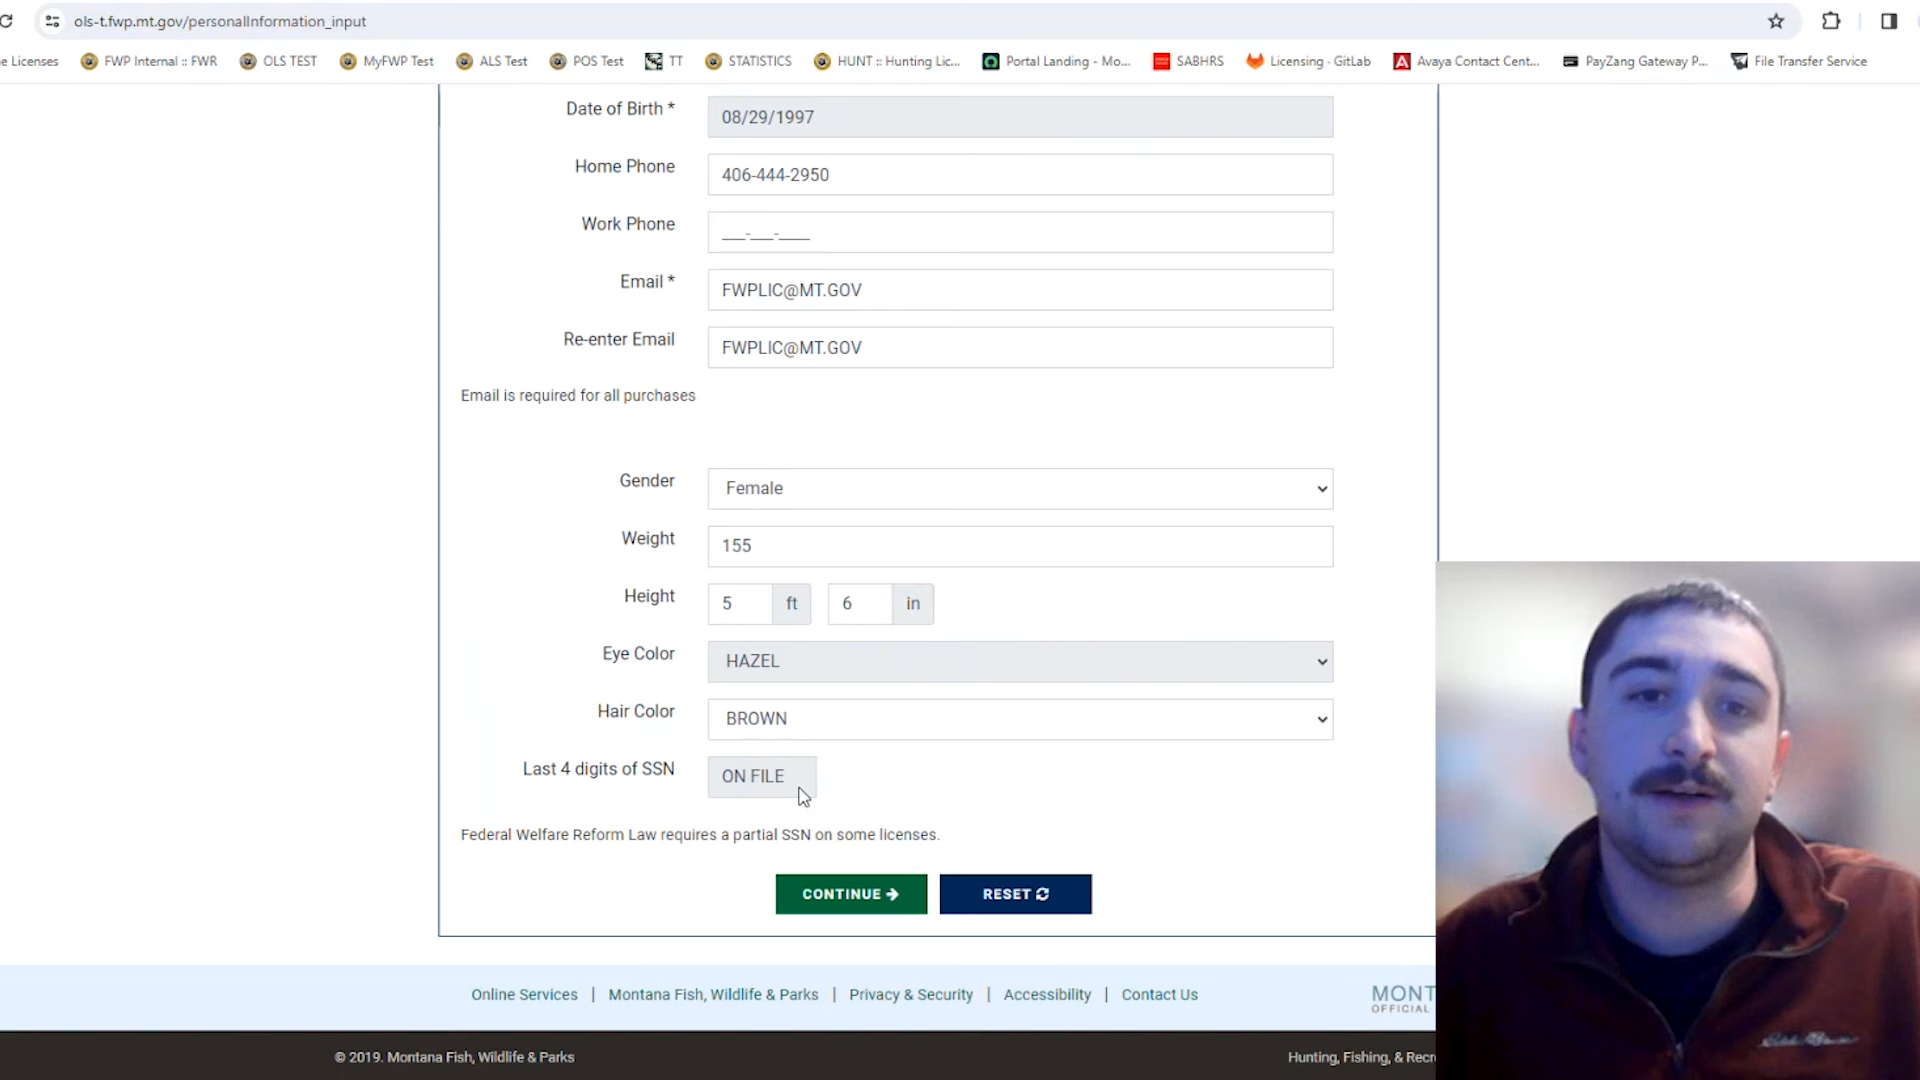 ols-t.fwp.mt.gov/personalInformation_input
e Licenses FWP Internal :: FWR OLS TEST MyFWP Test ALS Test POS Test TT STATISTICS HUNT :: Hunting Lic... Portal Landing - Mo... SABHRS Licensing · GitLab Avaya Contact Cent... PayZang Gateway P... File Transfer Service
Date of Birth * 08/29/1997
Home Phone 406-444-2950
Work Phone ___-___-____
Email * FWPLIC@MT.GOV
Re-enter Email FWPLIC@MT.GOV
Email is required for all purchases
Gender Female
Weight 155
Height 5 ft 6 in
Eye Color HAZEL
Hair Color BROWN
Last 4 digits of SSN ON FILE
Federal Welfare Reform Law requires a partial SSN on some licenses.
CONTINUE RESET
Online Services | Montana Fish, Wildlife & Parks | Privacy & Security | Accessibility | Contact Us
MONT
OFFICIAL
© 2019. Montana Fish, Wildlife & Parks Hunting, Fishing, & Recr